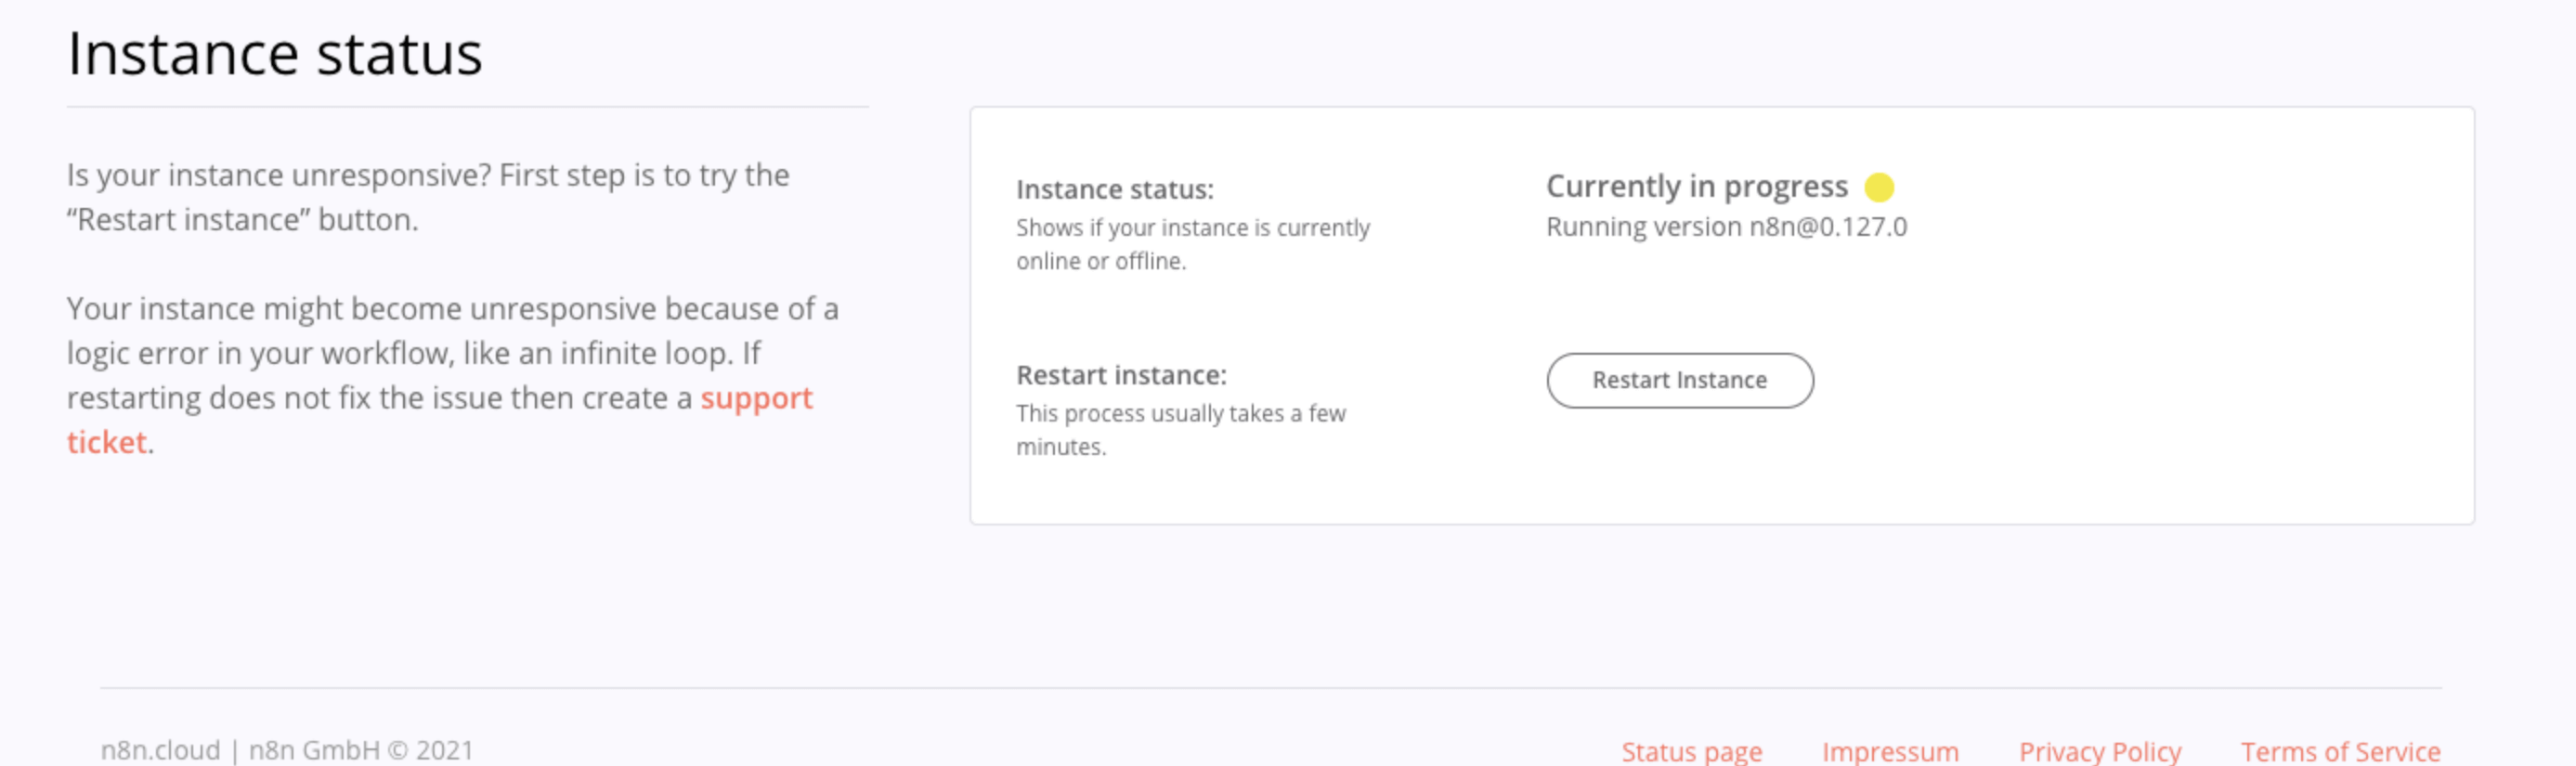 Instance status
Is your instance unresponsive? First step is to try the
“Restart instance” button.
Your instance might become unresponsive because of a
logic error in your workflow, like an infinite loop. If
restarting does not fix the issue then create a support
ticket.
Instance status:
Shows if your instance is currently
online or offline.
Currently in progress
Running version n8n@0.127.0
Restart instance:
This process usually takes a few
minutes.
Restart Instance
n8n.cloud | n8n GmbH © 2021
Status page
Impressum
Privacy Policy
Terms of Service